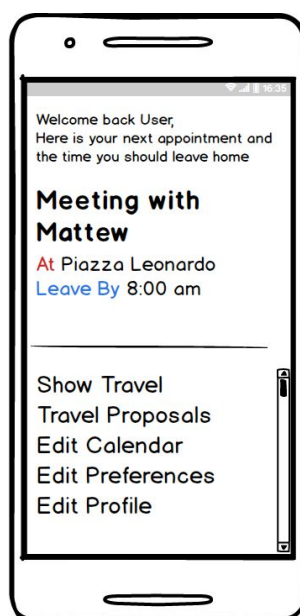 16:35
Welcome back User,
Here is your next appointment and
the time you should leave home
Meeting with
Mattew
At Piazza Leonardo
Leave By 8:00 am
Show Travel
Travel Proposals
Edit Calendar
Edit Preferences
Edit Profile